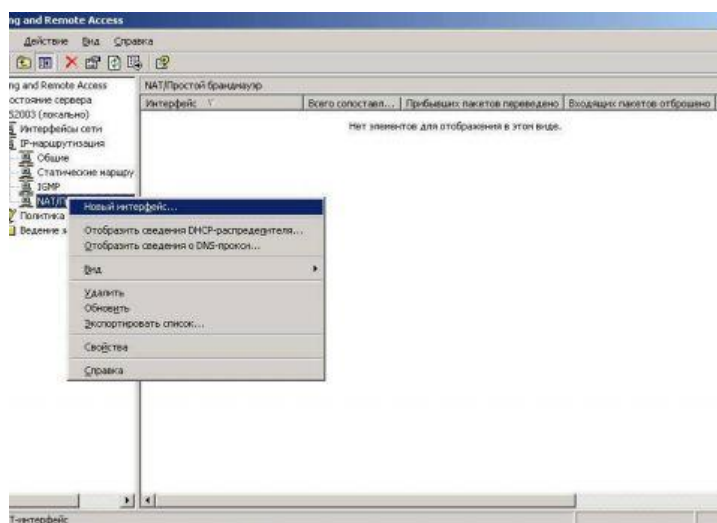 ng and Remote Access
Действие Вид Справка
ng and Remote Access
остояние сервера
S2003 (локально)
Интерфейсы сети
IP-маршрутизация
Общие
Статические маршру
IGMP
NAT/П
Политика
Ведение ж
NAT/Простой брандмауэр
Интерфейс Всего сопоставл... Прибывших пакетов переведено Входящих пакетов отброшено
Нет элементов для отображения в этом виде.
Новый интерфейс...
Отобразить сведения DHCP-распределителя...
Отобразить сведения о DNS-прокси...
Вид
Удалить
Обновить
Экспортировать список...
Свойства
Справка
T-интерфейс